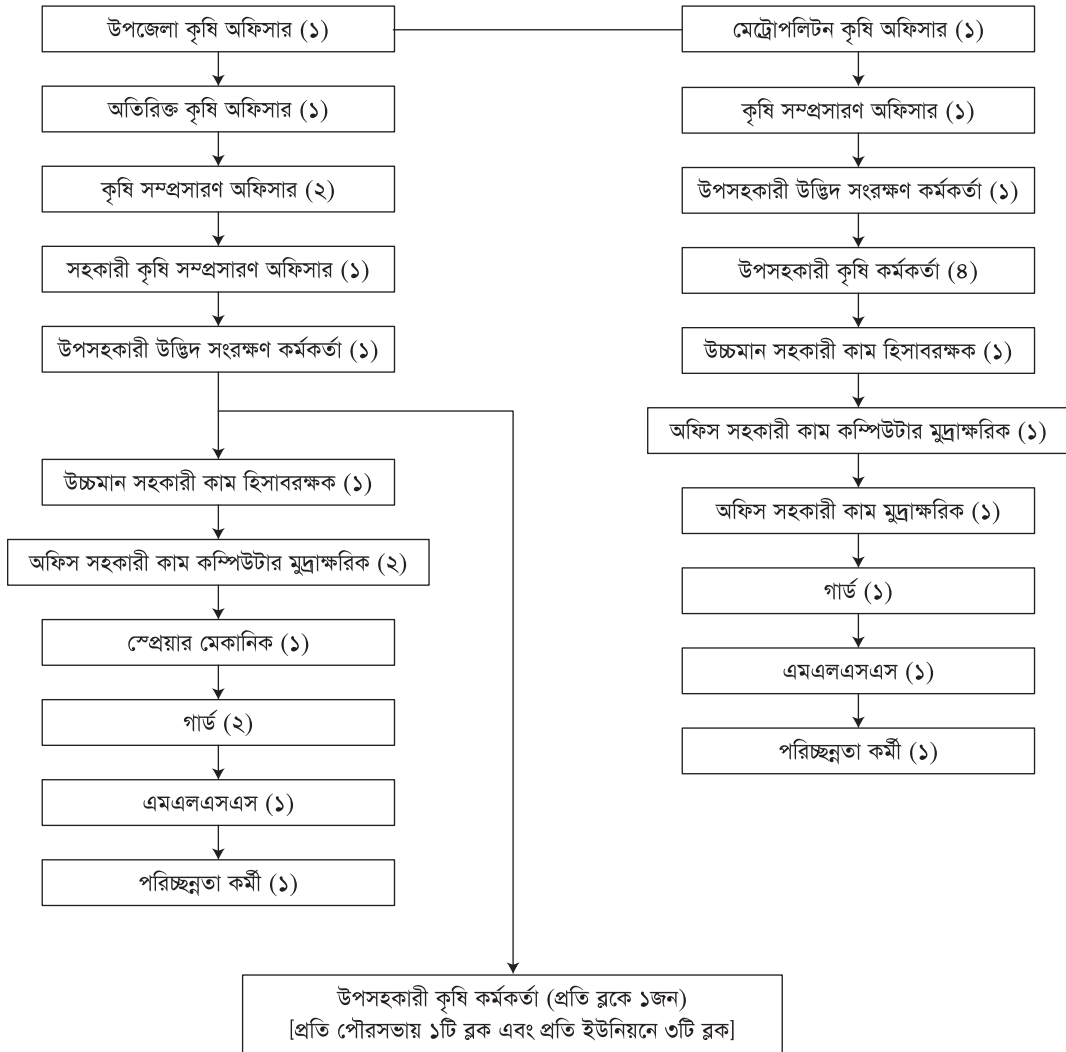 উপজেলা কৃষি অফিসার (১)
অতিরিক্ত কৃষি অফিসার (১)
কৃষি সম্প্রসারণ অফিসার (২)
সহকারী কৃষি সম্প্রসারণ অফিসার (১)
উপসহকারী উদ্ভিদ সংরক্ষণ কর্মকর্তা (১)
উচ্চমান সহকারী কাম হিসাবরক্ষক (১)
অফিস সহকারী কাম কম্পিউটার মুদ্রাক্ষরিক (২)
স্প্রেয়ার মেকানিক (১)
গার্ড (২)
এমএলএসএস (১)
পরিচ্ছন্নতা কর্মী (১)
মেট্রোপলিটন কৃষি অফিসার (১)
কৃষি সম্প্রসারণ অফিসার (১)
উপসহকারী উদ্ভিদ সংরক্ষণ কর্মকর্তা (১)
উপসহকারী কৃষি কর্মকর্তা (৪)
উচ্চমান সহকারী কাম হিসাবরক্ষক (১)
অফিস সহকারী কাম কম্পিউটার মুদ্রাক্ষরিক (১)
অফিস সহকারী কাম মুদ্রাক্ষরিক (১)
গার্ড (১)
এমএলএসএস (১)
পরিচ্ছন্নতা কর্মী (১)
উপসহকারী কৃষি কর্মকর্তা (প্রতি ব্লকে ১জন)
[প্রতি পৌরসভায় ১টি ব্লক এবং প্রতি ইউনিয়নে ৩টি ব্লক]